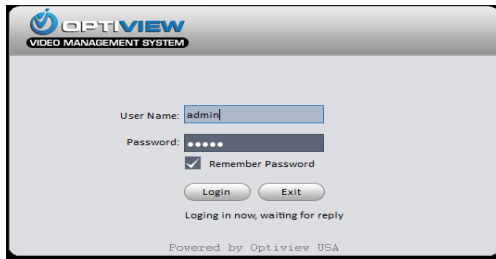 OPTIVIEW
VIDEO MANAGEMENT SYSTEM
User Name: admin
Password: •••••
Remember Password
Login Exit
Loging in now, waiting for reply
Powered by Optiview USA